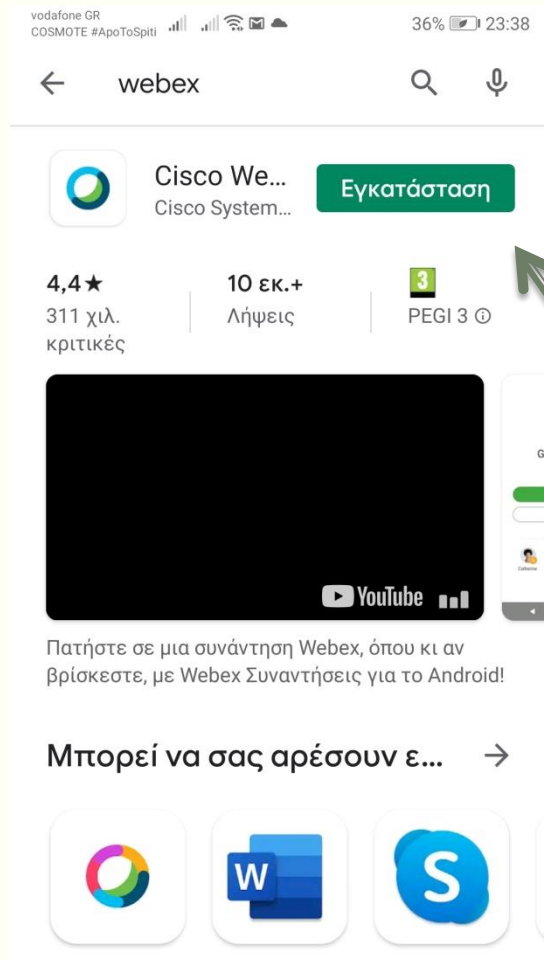 vodafone GR
COSMOTE #ApoToSpiti
36% 23:38
webex
Cisco We...
Εγκατάσταση
Cisco System...
4,4★
10 εκ.+
3
311 χιλ.
κριτικές
Λήψεις
PEGI 3
G
YouTube
Πατήστε σε μια συνάντηση Webex, όπου κι αν
βρίσκεστε, με Webex Συναντήσεις για το Android!
Μπορεί να σας αρέσουν ε...
W
S